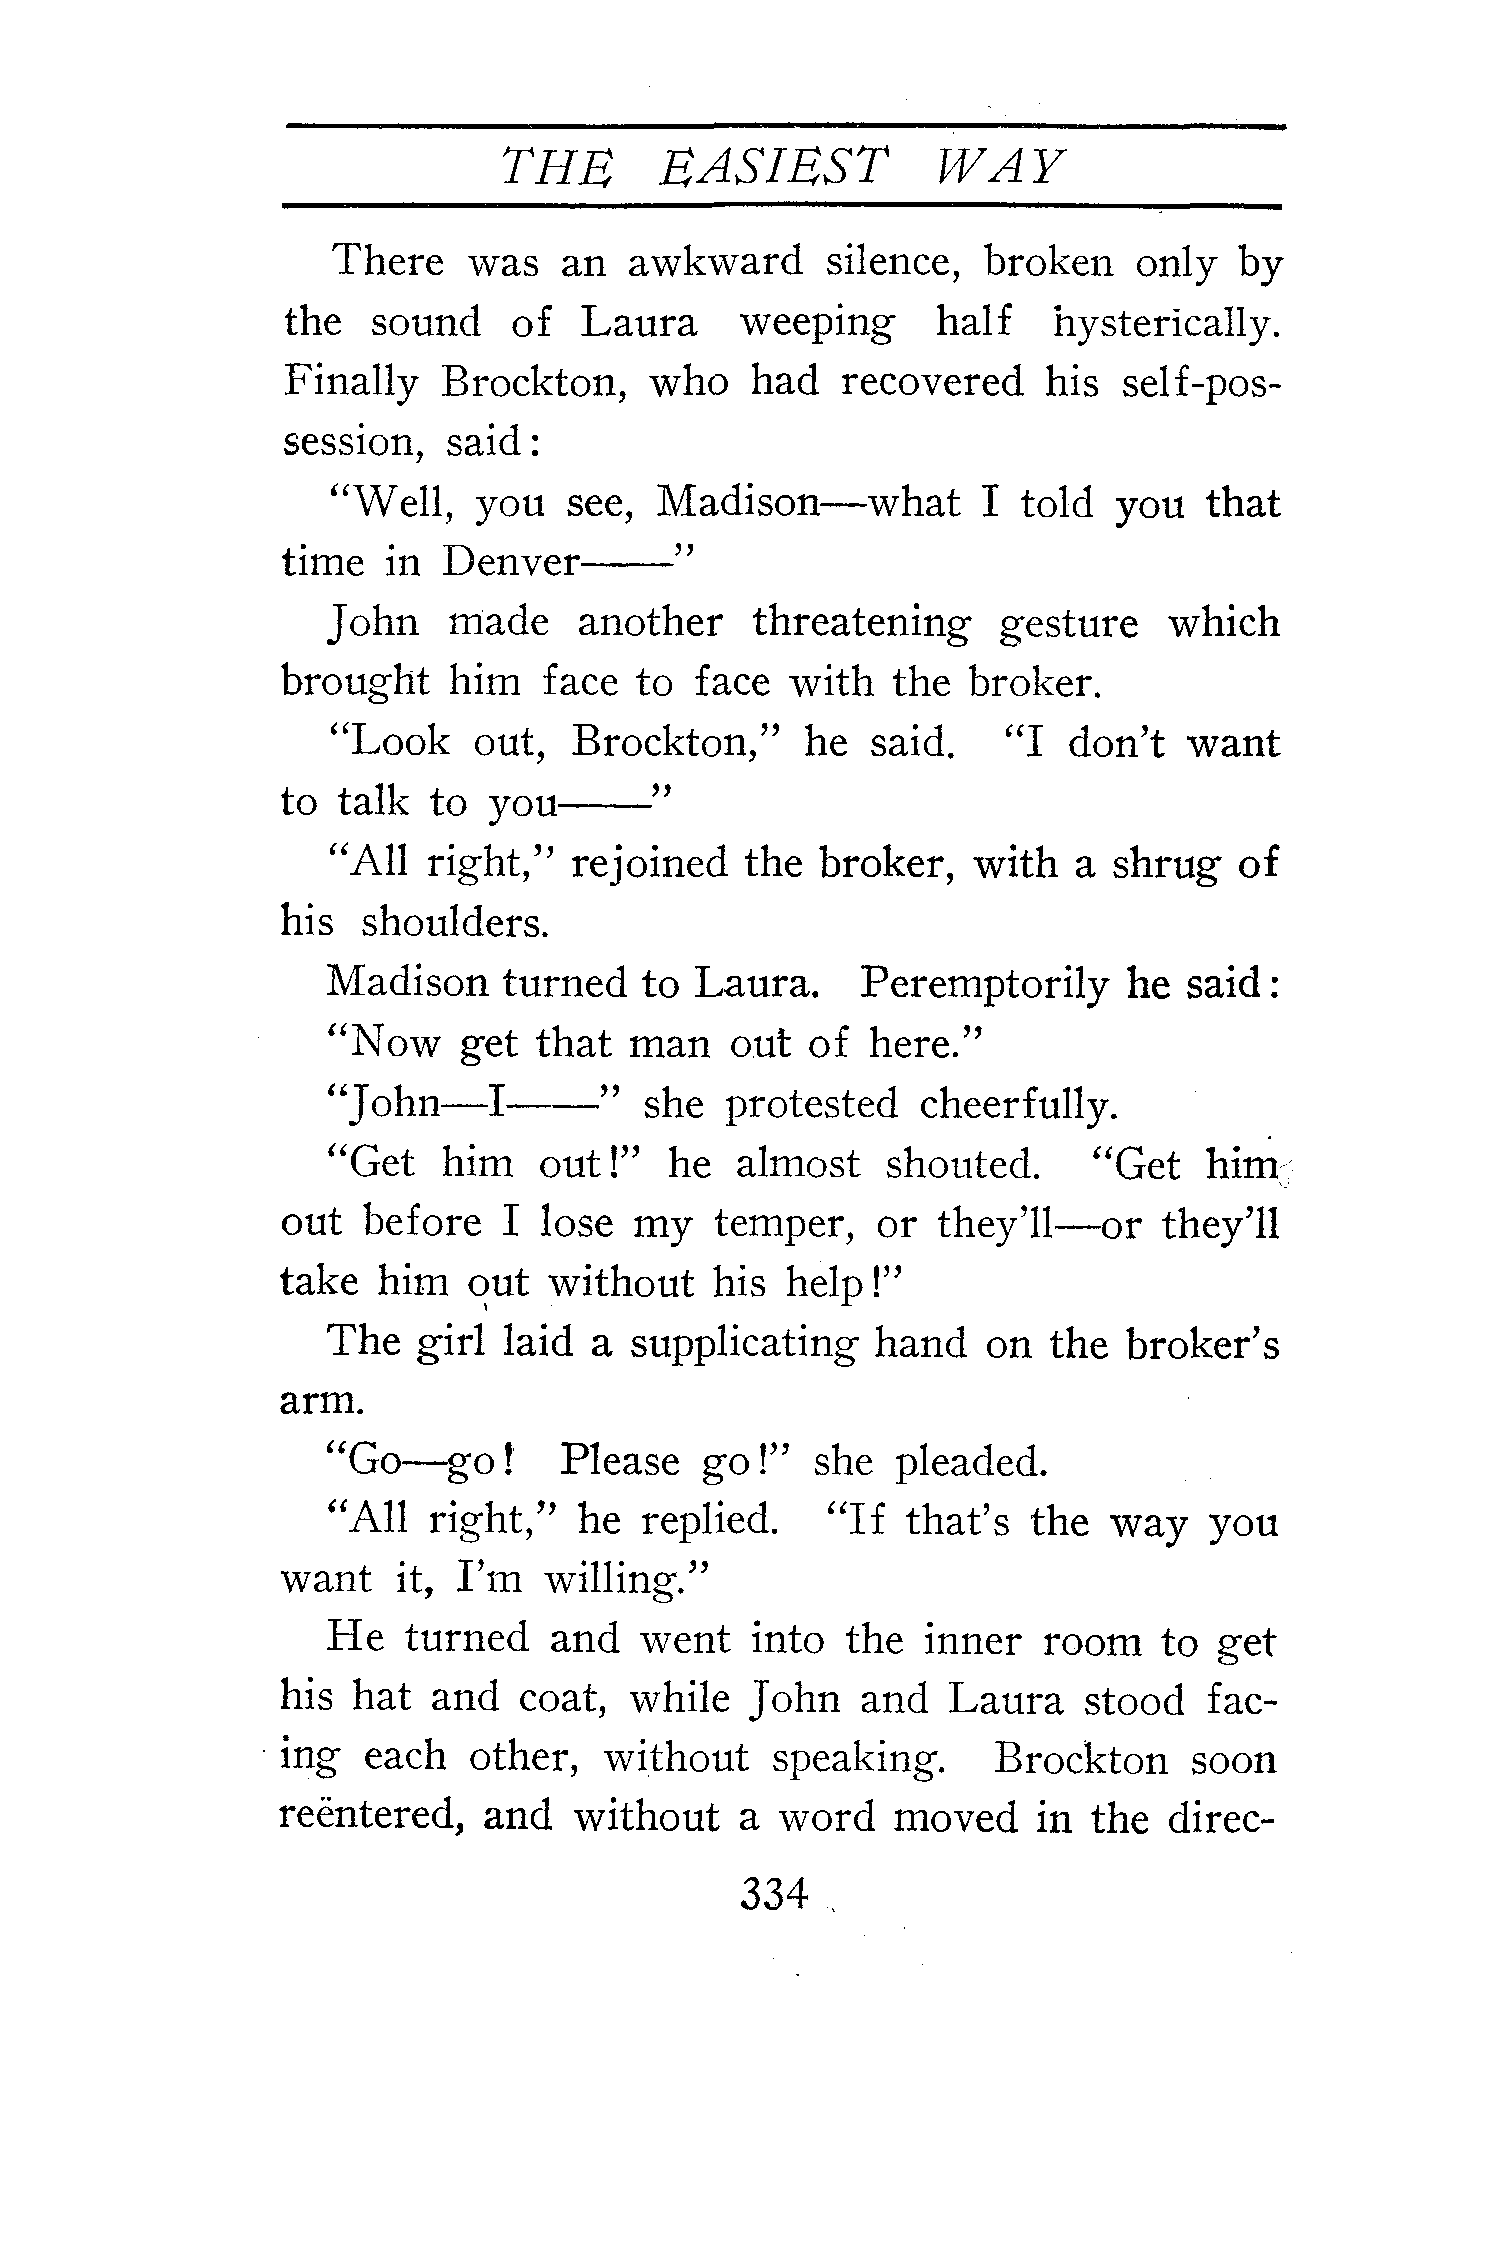 THE EASIEST WAY
There was an awkward silence, broken only by
the sound of Laura weeping half hysterically.
Finally Brockton, who had recovered his self-pos-
session, said:
“Well, you see, Madison—what I told you that
time in Denver——”
John made another threatening gesture which
brought him face to face with the broker.
“Look out, Brockton,” he said. “I don’t want
to talk to you——”
“All right,” rejoined the broker, with a shrug of
his shoulders.
Madison turned to Laura. Peremptorily he said:
“Now get that man out of here.”
“John—I——” she protested cheerfully.
“Get him out!” he almost shouted. “Get him
out before I lose my temper, or they’ll—or they’ll
take him out without his help!”
The girl laid a supplicating hand on the broker’s
arm.
“Go—go! Please go!” she pleaded.
“All right,” he replied. “If that’s the way you
want it, I’m willing.”
He turned and went into the inner room to get
his hat and coat, while John and Laura stood fac-
ing each other, without speaking. Brockton soon
reëntered, and without a word moved in the direc-
334